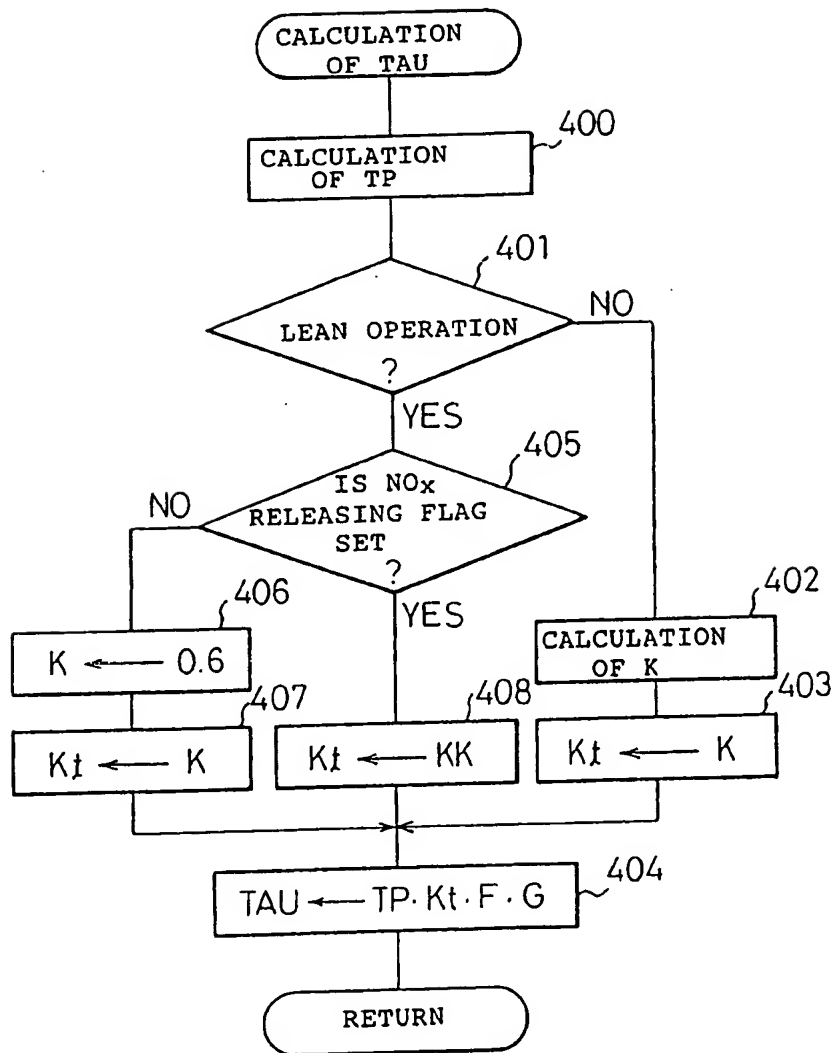 CALCULATION
OF TAU
400
CALCULATION
OF TP
401
LEAN OPERATION
?
NO
YES
405
IS NOx
RELEASING FLAG
SET
?
NO
YES
406
K ← 0.6
407
Kt ← K
408
Kt ← KK
402
CALCULATION
OF K
403
Kt ← K
404
TAU ← TP·Kt·F·G
RETURN